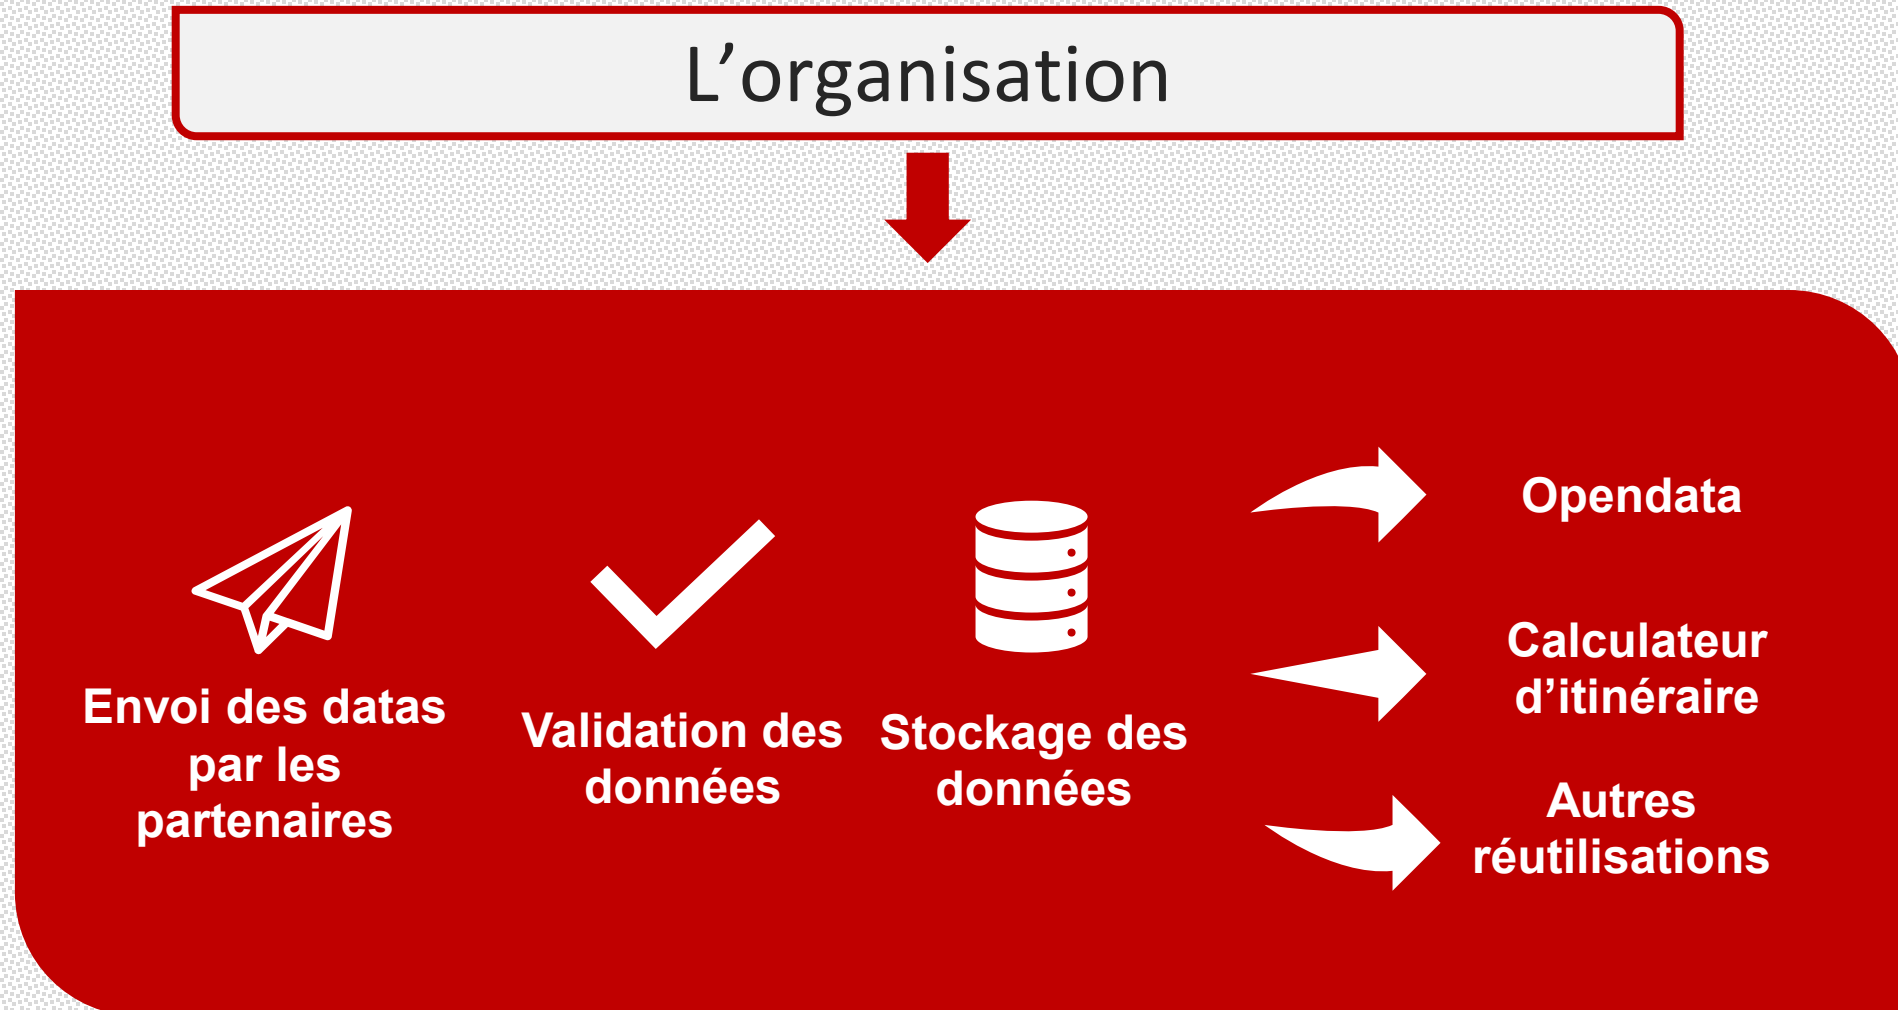 L’organisation
Envoi des datas
par les
partenaires
Validation des
données
Stockage des
données
Opendata
Calculateur
d’itinéraire
Autres
réutilisations